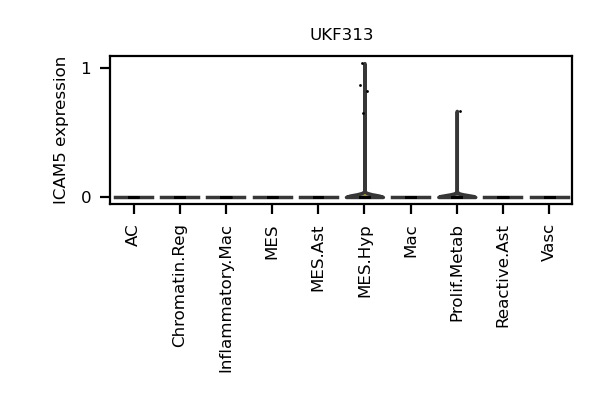 UKF313
ICAM5 expression
1
0
AC
Chromatin.Reg
Inflammatory.Mac
MES
MES.Ast
MES.Hyp
Mac
Prolif.Metab
Reactive.Ast
Vasc